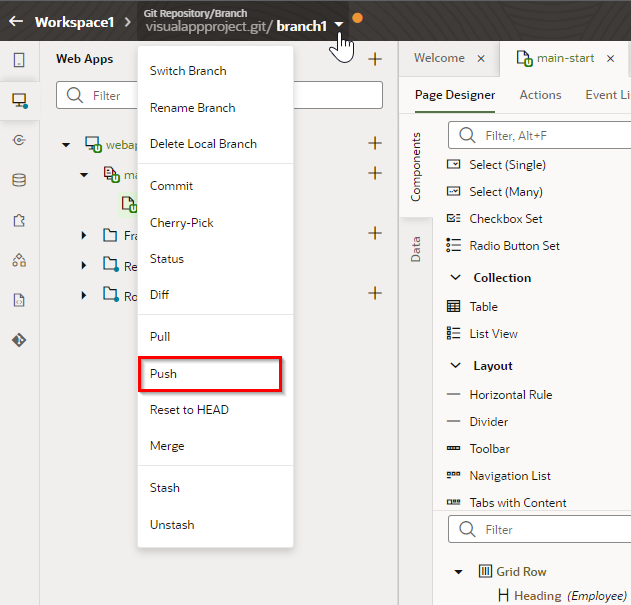 Workspace1
Git Repository/Branch
visualappproject.git/ branch1
Web Apps
Filter
webap
ma
Fra
Re
Ro
Switch Branch
Rename Branch
Delete Local Branch
Commit
Cherry-Pick
Status
Diff
Pull
Push
Reset to HEAD
Merge
Stash
Unstash
Welcome
main-start
Page Designer
Actions
Event Li
Components
Data
Filter, Alt+F
Select (Single)
Select (Many)
Checkbox Set
Radio Button Set
Collection
Table
List View
Layout
Horizontal Rule
Divider
Toolbar
Navigation List
Tabs with Content
Filter
Grid Row
Heading (Employee)